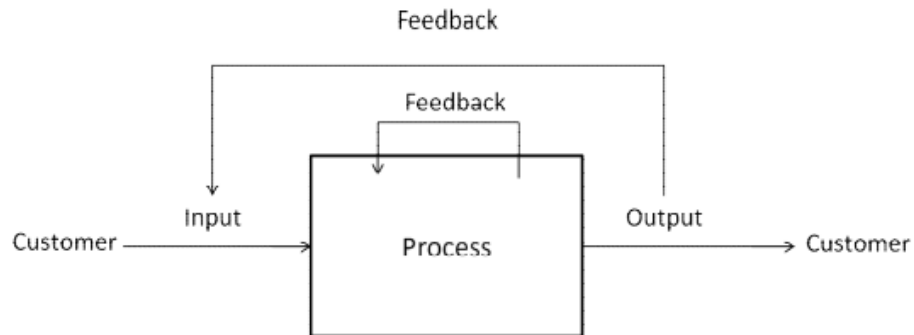 Feedback
Feedback
Input
Output
Customer
Process
Customer